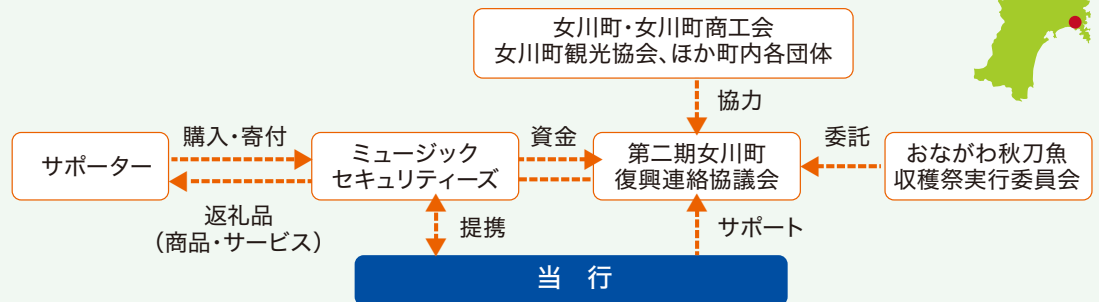 女川町・女川町商工会
女川町観光協会、ほか町内各団体
協力
購入・寄付
資金
委託
サポーター
ミュージック
セキュリティーズ
第二期女川町
復興連絡協議会
おながわ秋刀魚
収穫祭実行委員会
返礼品
（商品・サービス）
提携
サポート
当 行